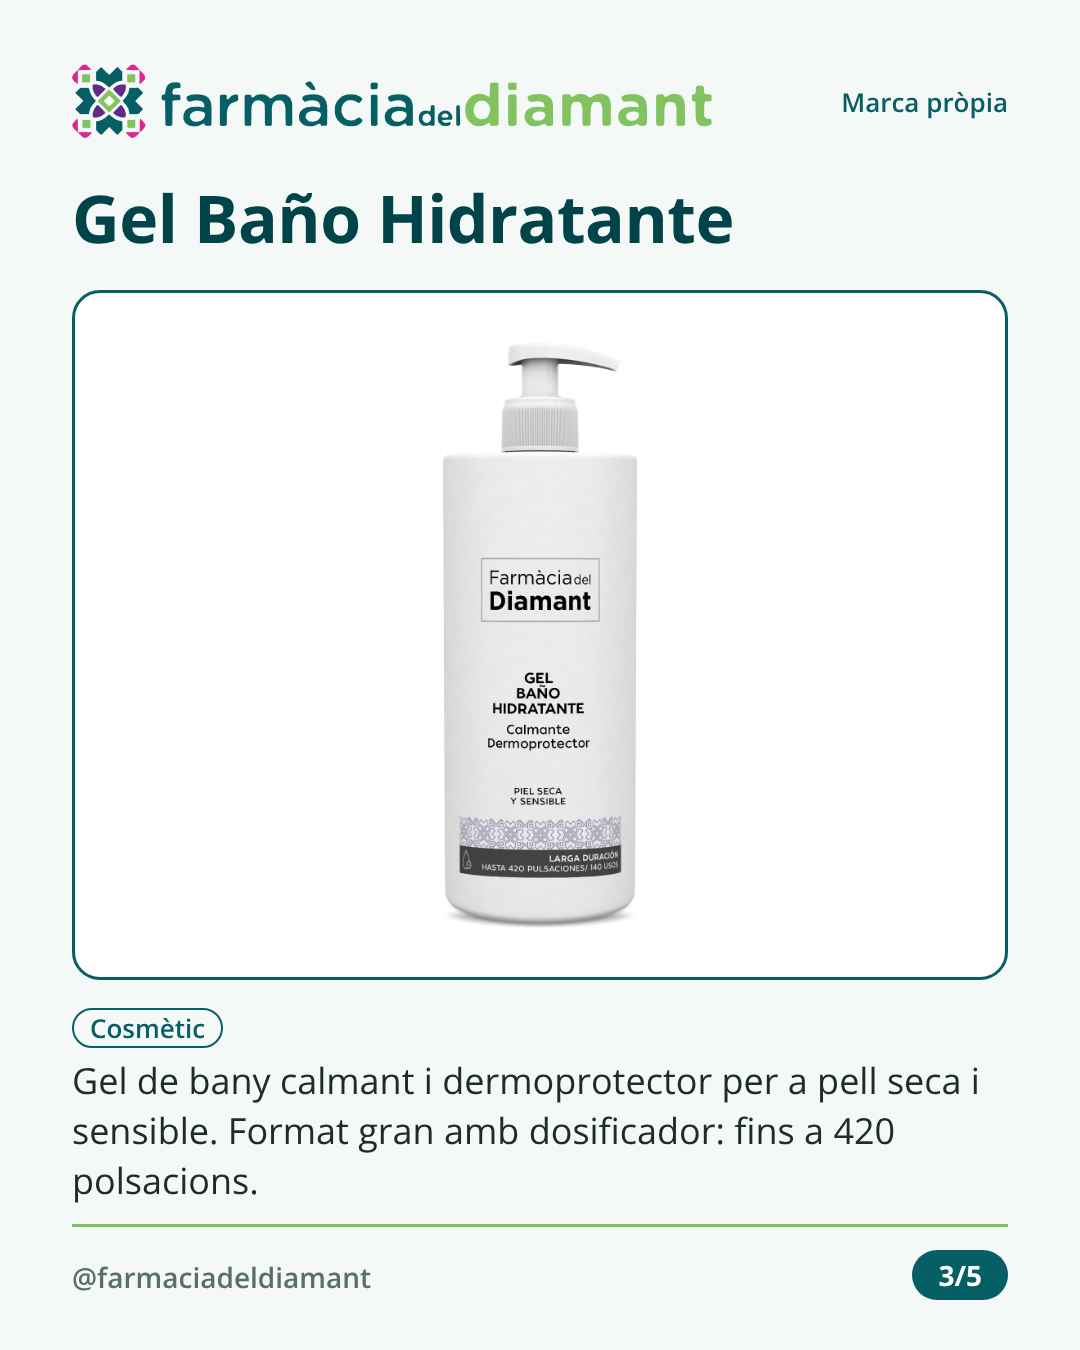 farmàciadeldiamant
Marca pròpia
Gel Baño Hidratante
Farmàcia del
Diamant
GEL
BAÑO
HIDRATANTE
Calmante
Dermoprotector
PIEL SECA
Y SENSIBLE
LARGA DURACIÓN
HASTA 420 PULSACIONES/ 140 USOS
Cosmètic
Gel de bany calmant i dermoprotector per a pell seca i
sensible. Format gran amb dosificador: fins a 420
polsacions.
@farmaciadeldiamant
3/5